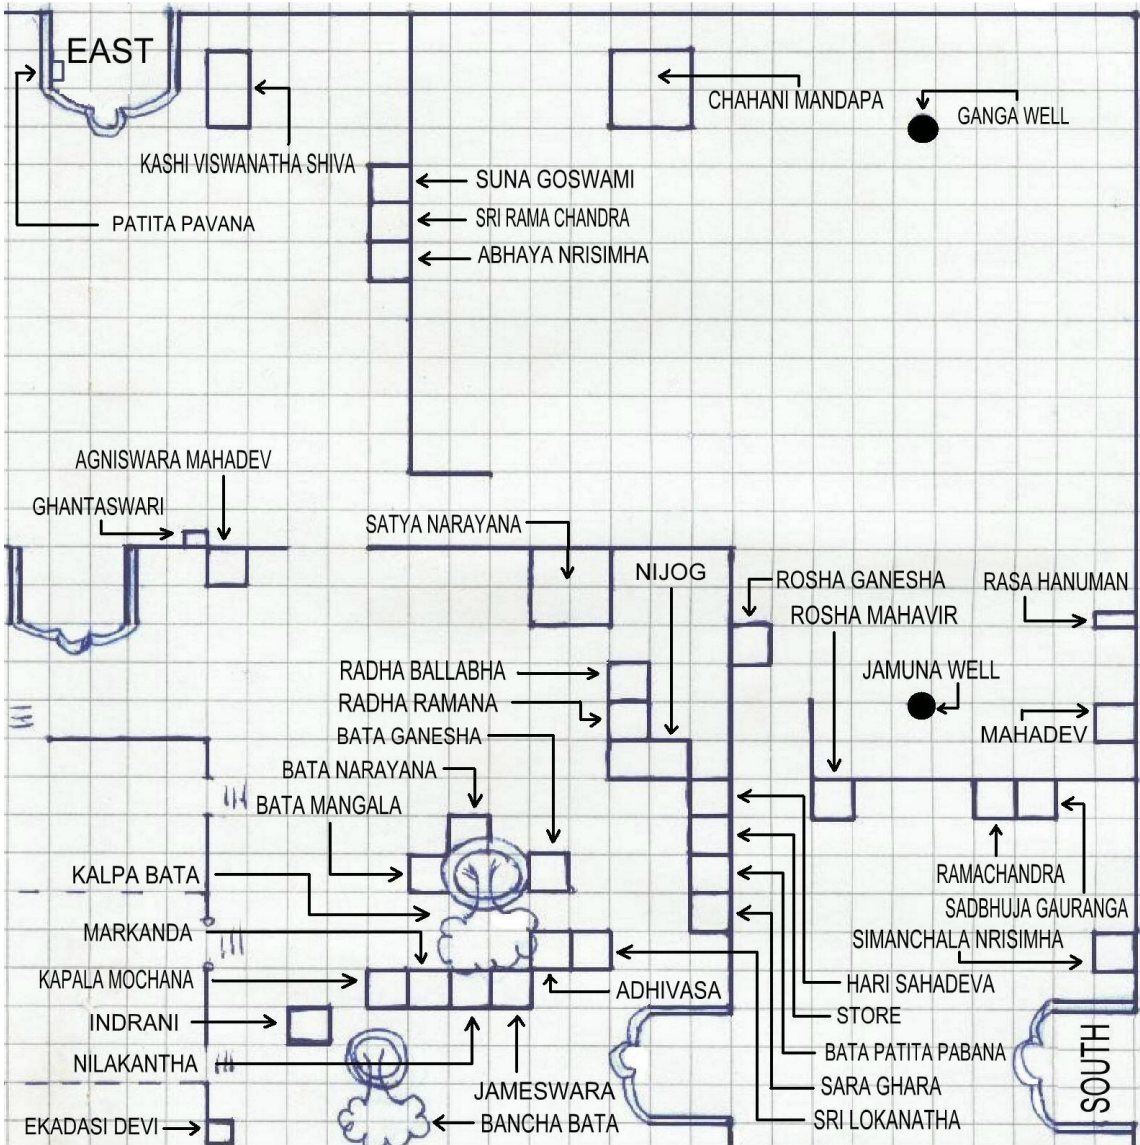 EAST
CHAHANI MANDAPA
GANGA WELL
KASHI VISWANATHA SHIVA
SUNA GOSWAMI
PATITA PAVANA
SRI RAMA CHANDRA
ABHAYA NRISIMHA
AGNISWARA MAHADEV
GHANTASWARI
SATYA NARAYANA
NIJOG
ROSHA GANESHA
RASA HANUMAN
ROSHA MAHAVIR
RADHA BALLABHA
JAMUNA WELL
RADHA RAMANA
BATA GANESHA
MAHADEV
BATA NARAYANA
BATA MANGALA
KALPA BATA
RAMACHANDRA
SADBHUJA GAURANGA
MARKANDA
SIMANCHALA NRISIMHA
KAPALA MOCHANA
ADHIVASA
HARI SAHADEVA
INDRANI
STORE
NILAKANTHA
BATA PATITA PABANA
SOUTH
JAMESWARA
SARA GHARA
BANCHA BATA
SRI LOKANATHA
EKADASI DEVI